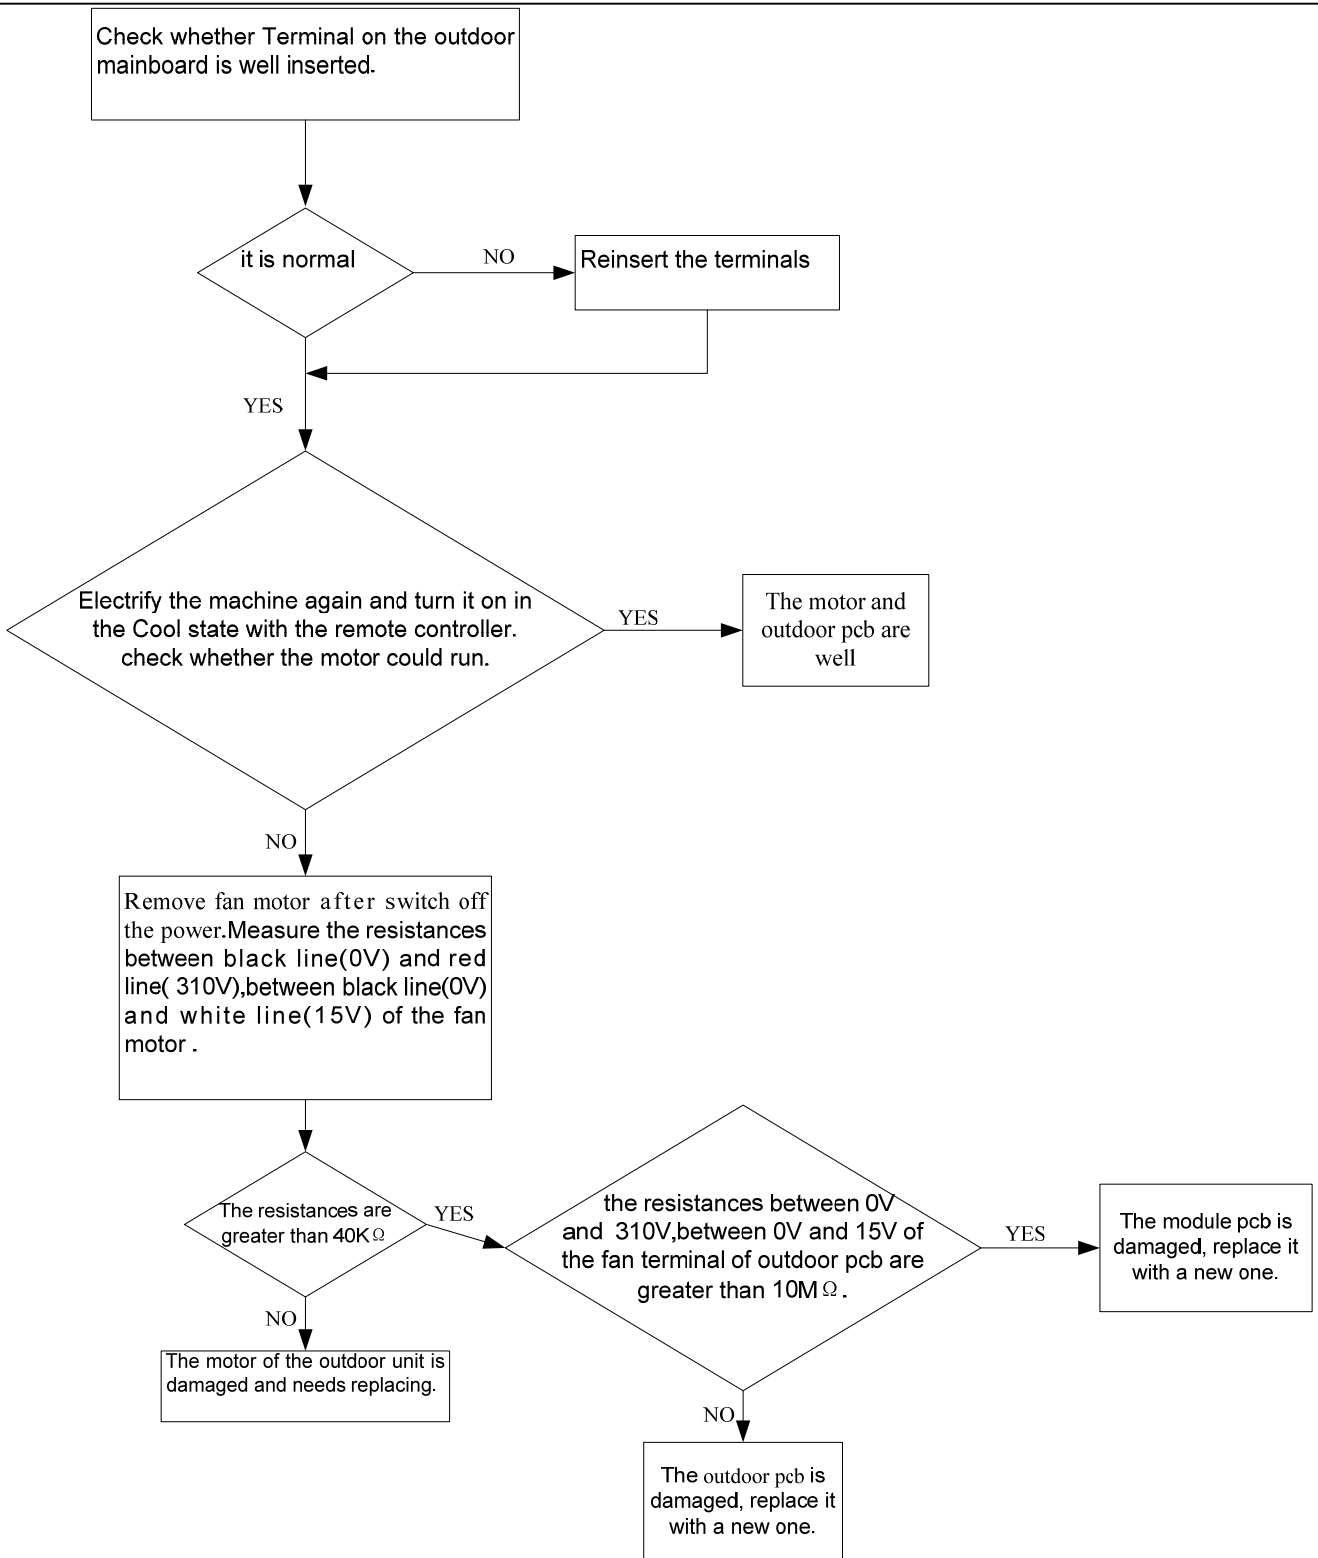 Check whether Terminal on the outdoor
mainboard is well inserted.
it is normal
NO
Reinsert the terminals
YES
Electrify the machine again and turn it on in
the Cool state with the remote controller.
check whether the motor could run.
YES
The motor and
outdoor pcb are
well
NO
Remove fan motor after switch off
the power.Measure the resistances
between black line(0V) and red
line( 310V),between black line(0V)
and white line(15V) of the fan
motor .
The resistances are
greater than 40KΩ
YES
the resistances between 0V
and 310V,between 0V and 15V of
the fan terminal of outdoor pcb are
greater than 10MΩ.
YES
The module pcb is
damaged, replace it
with a new one.
NO
The motor of the outdoor unit is
damaged and needs replacing.
NO
The outdoor pcb is
damaged, replace it
with a new one.